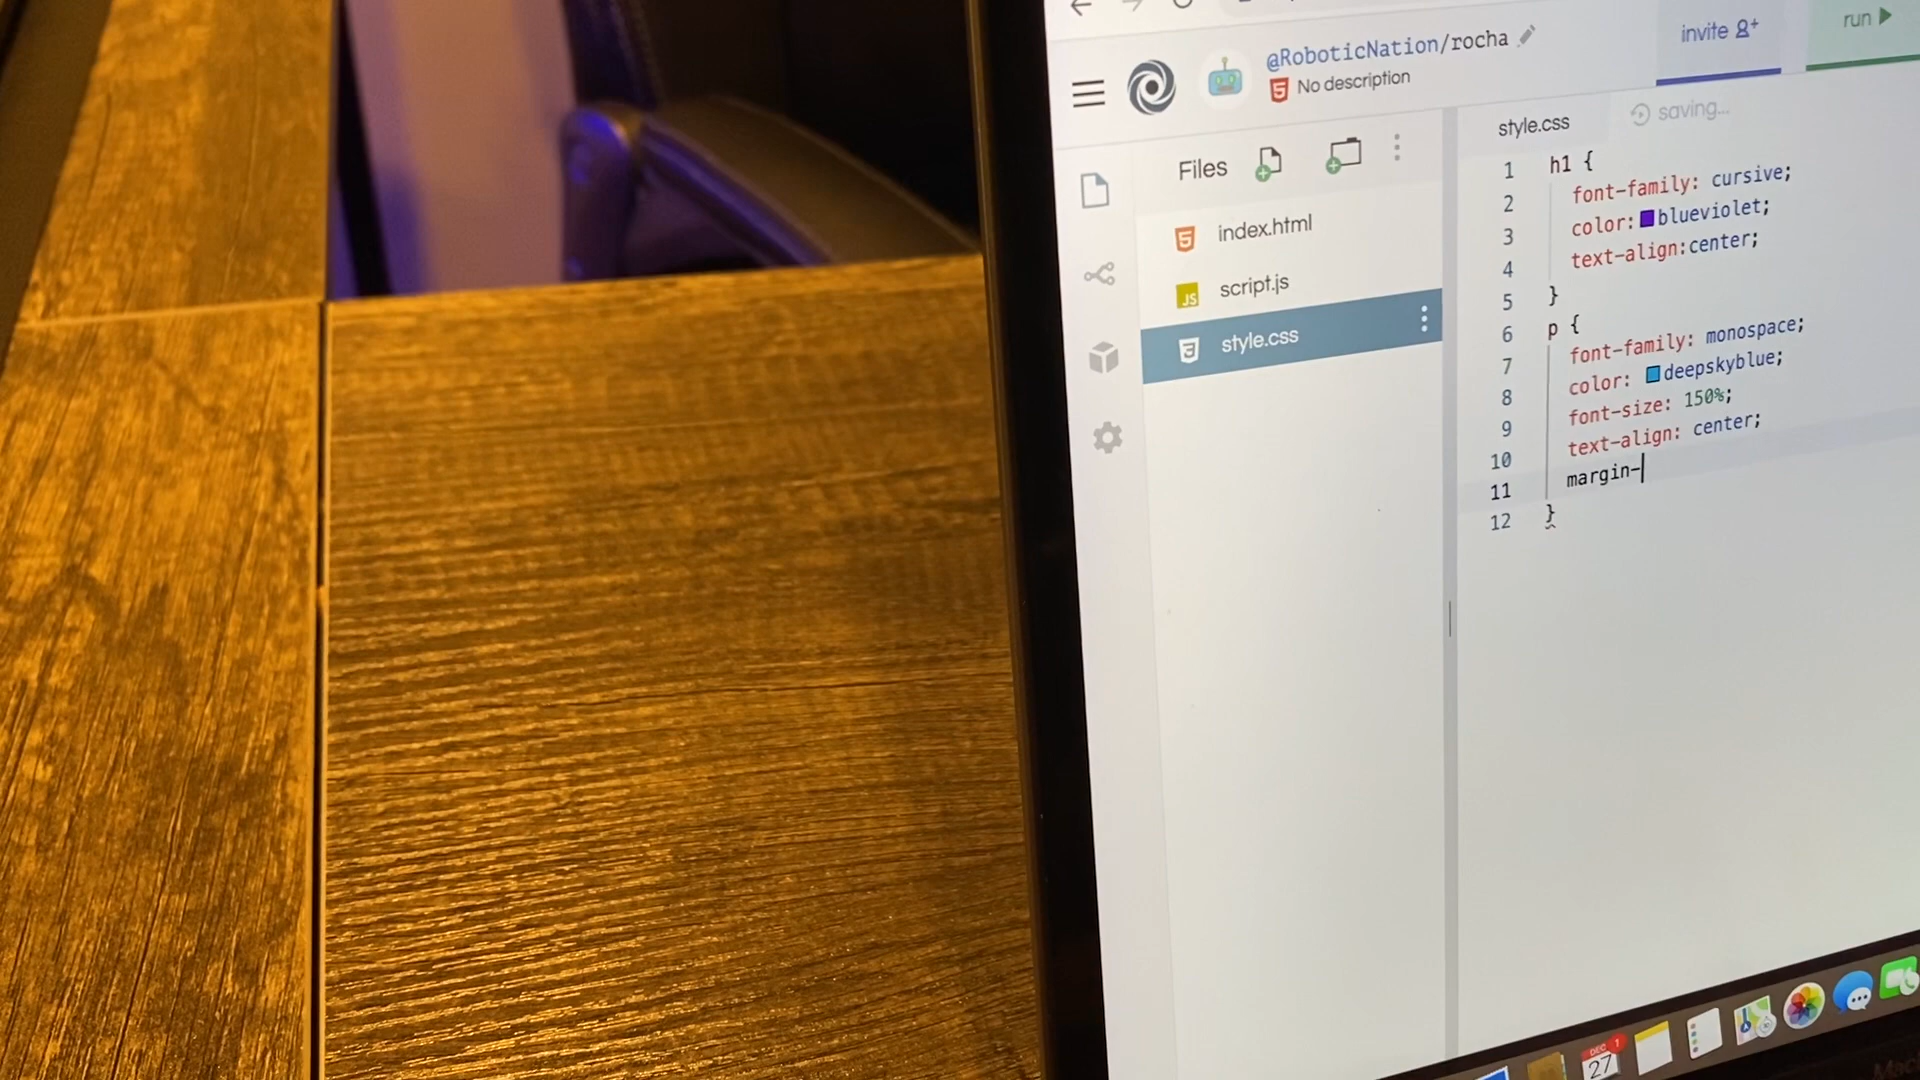 @RoboticNation/rocha
No description
invite
run
Files
style.css
saving...
index.html
script.js
style.css
1 h1 {
2 font-family: cursive;
3 color: blueviolet;
4 text-align:center;
5 }
6 p {
7 font-family: monospace;
8 color: deepskyblue;
9 font-size: 150%;
10 text-align: center;
11 margin-
12 }
DEC
1
27